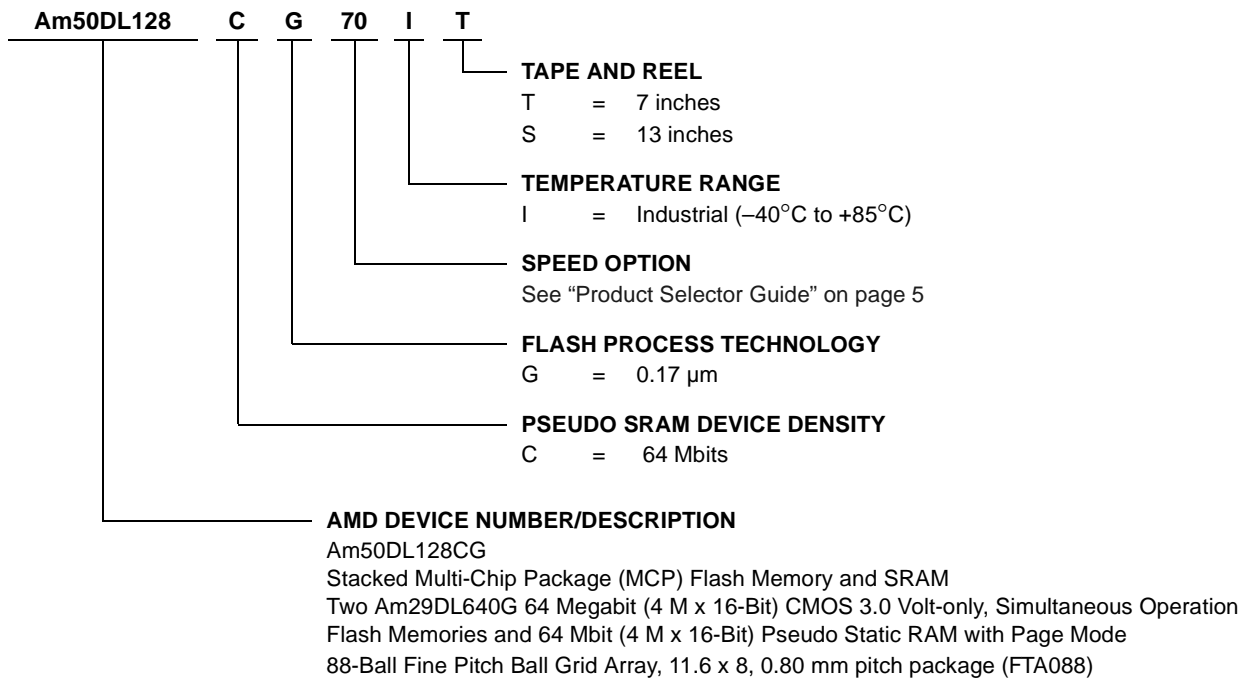 Am50DL128 C G 70 I T
TAPE AND REEL
T = 7 inches
S = 13 inches
TEMPERATURE RANGE
I = Industrial (–40°C to +85°C)
SPEED OPTION
See “Product Selector Guide” on page 5
FLASH PROCESS TECHNOLOGY
G = 0.17 µm
PSEUDO SRAM DEVICE DENSITY
C = 64 Mbits
AMD DEVICE NUMBER/DESCRIPTION
Am50DL128CG
Stacked Multi-Chip Package (MCP) Flash Memory and SRAM
Two Am29DL640G 64 Megabit (4 M x 16-Bit) CMOS 3.0 Volt-only, Simultaneous Operation
Flash Memories and 64 Mbit (4 M x 16-Bit) Pseudo Static RAM with Page Mode
88-Ball Fine Pitch Ball Grid Array, 11.6 x 8, 0.80 mm pitch package (FTA088)